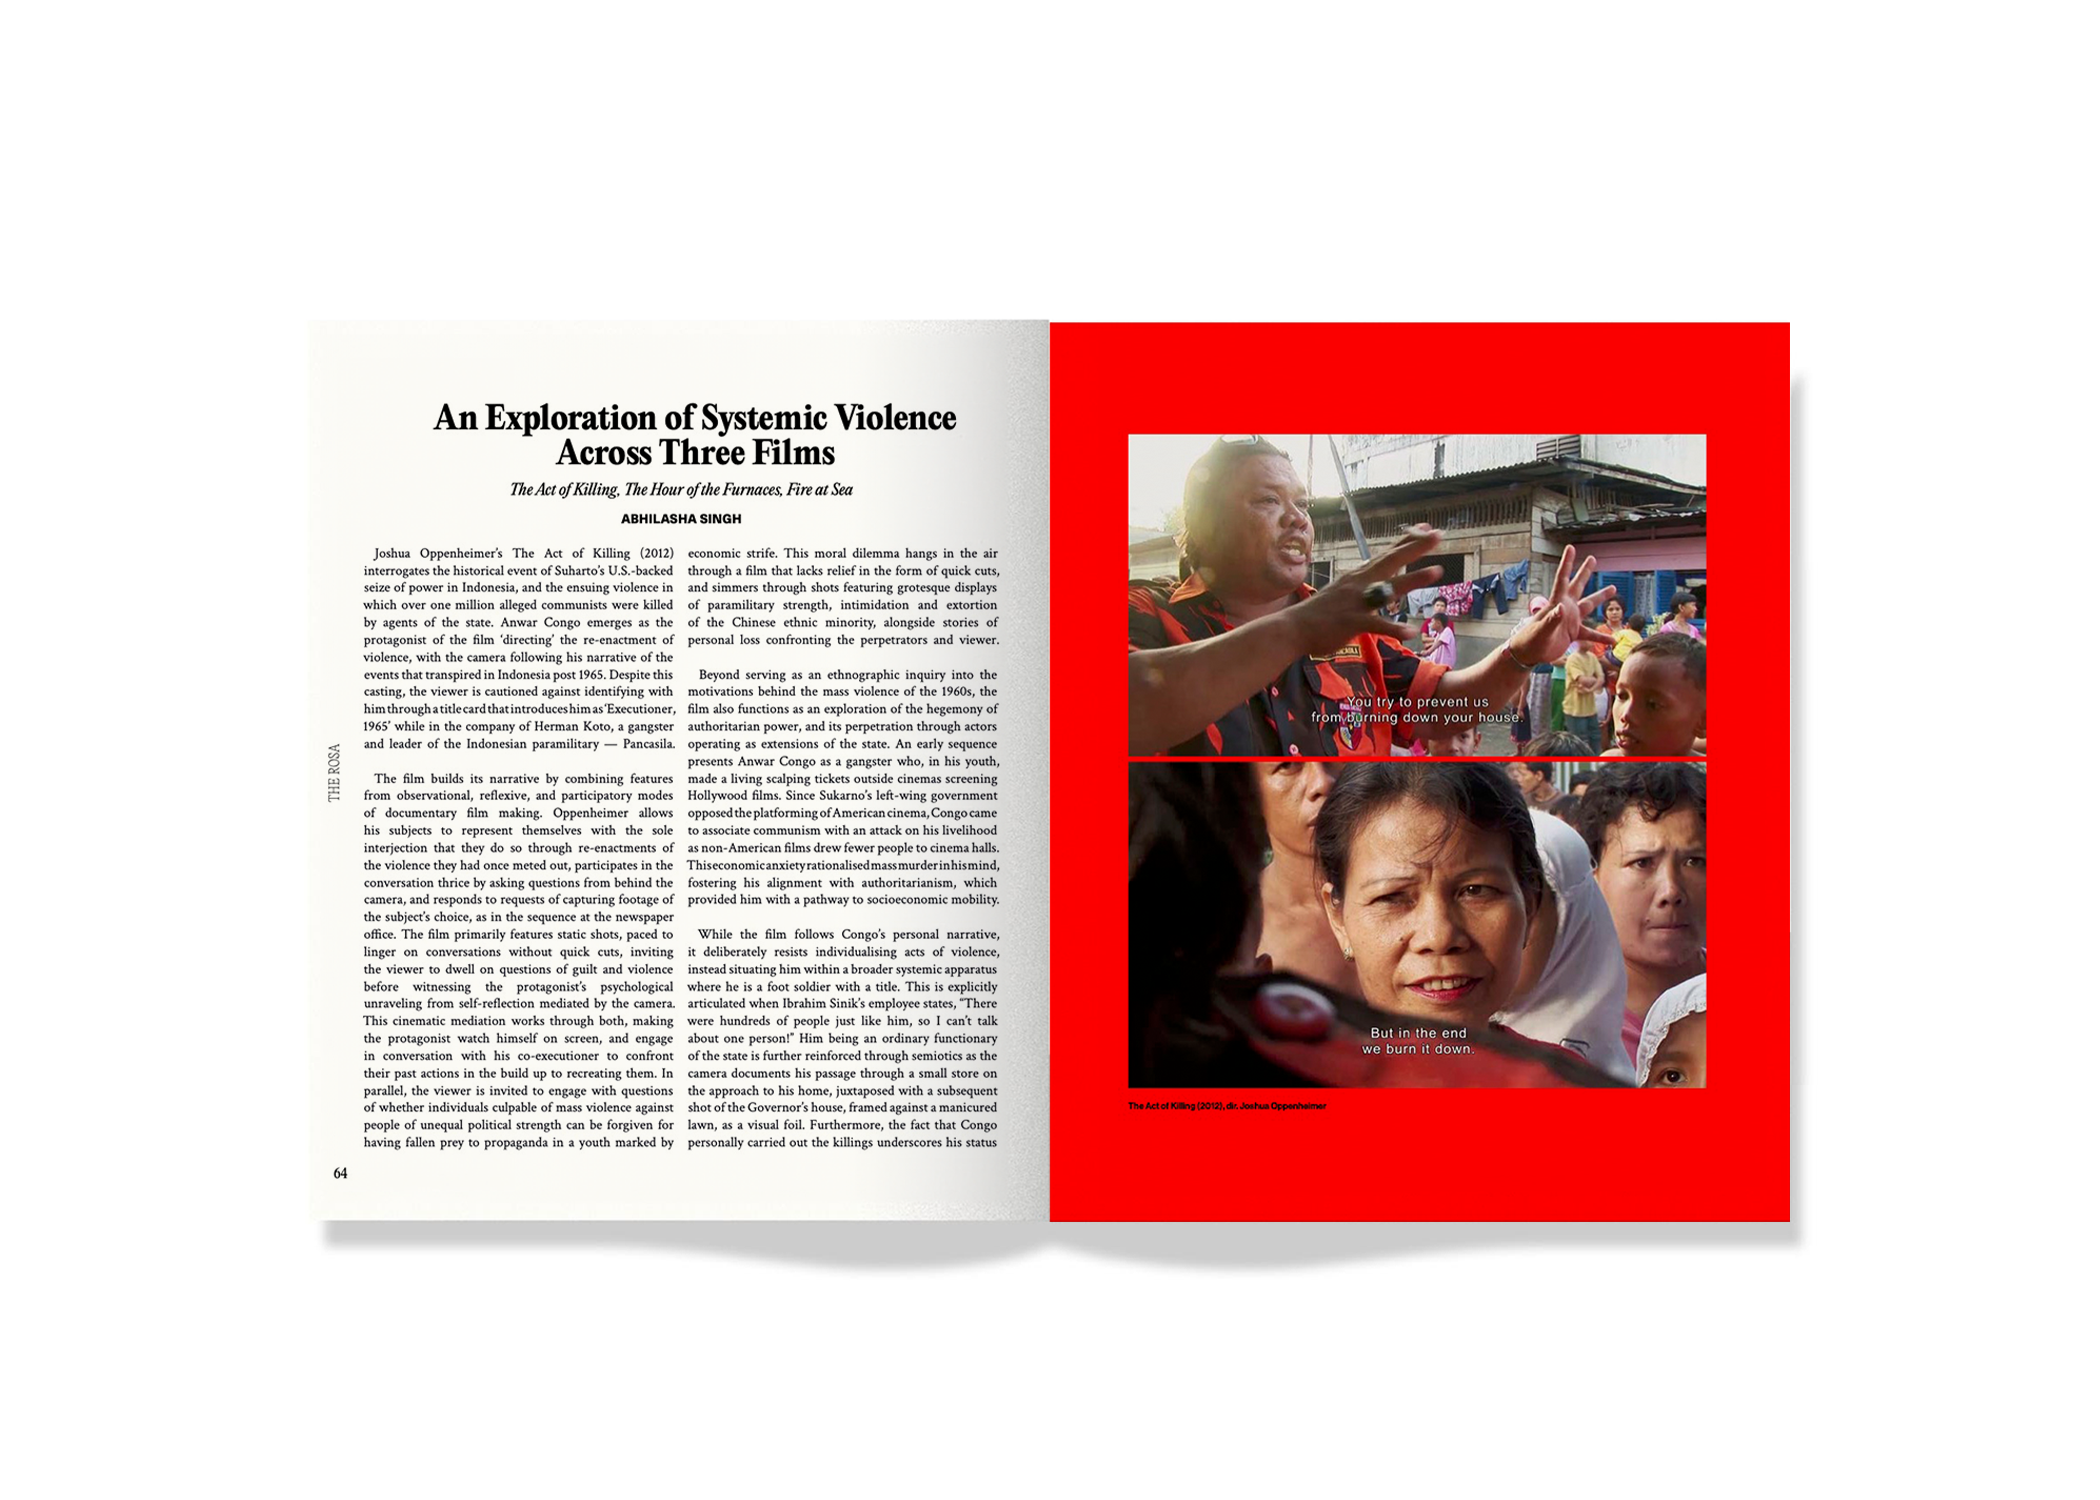 An Exploration of Systemic Violence
Across Three Films
The Act of Killing, The Hour of the Furnaces, Fire at Sea
ABHILASHA SINGH
Joshua Oppenheimer's The Act of Killing (2012)
interrogates the historical event of Suharto's U.S.-backed
seize of power in Indonesia, and the ensuing violence in
which over one million alleged communists were killed
by agents of the state. Anwar Congo emerges as the
protagonist of the film 'directing' the re-enactment of
violence, with the camera following his narrative of the
events that transpired in Indonesia post 1965. Despite this
casting, the viewer is cautioned against identifying with
him through a title card that introduces him as 'Executioner,
1965' while in the company of Herman Koto, a gangster
and leader of the Indonesian paramilitary — Pancasila.
The film builds its narrative by combining features
from observational, reflexive, and participatory modes
of documentary film making. Oppenheimer allows
his subjects to represent themselves with the sole
interjection that they do so through re-enactments of
the violence they had once meted out, participates in the
conversation thrice by asking questions from behind the
camera, and responds to requests of capturing footage of
the subject's choice, as in the sequence at the newspaper
office. The film primarily features static shots, paced to
linger on conversations without quick cuts, inviting
the viewer to dwell on questions of guilt and violence
before witnessing the protagonist's psychological
unraveling from self-reflection mediated by the camera.
This cinematic mediation works through both, making
the protagonist watch himself on screen, and engage
in conversation with his co-executioner to confront
their past actions in the build up to recreating them. In
parallel, the viewer is invited to engage with questions
of whether individuals culpable of mass violence against
people of unequal political strength can be forgiven for
having fallen prey to propaganda in a youth marked by
economic strife. This moral dilemma hangs in the air
through a film that lacks relief in the form of quick cuts,
and simmers through shots featuring grotesque displays
of paramilitary strength, intimidation and extortion
of the Chinese ethnic minority, alongside stories of
personal loss confronting the perpetrators and viewer.
Beyond serving as an ethnographic inquiry into the
motivations behind the mass violence of the 1960s, the
film also functions as an exploration of the hegemony of
authoritarian power, and its perpetration through actors
operating as extensions of the state. An early sequence
presents Anwar Congo as a gangster who, in his youth,
made a living scalping tickets outside cinemas screening
Hollywood films. Since Sukarno's left-wing government
opposed the platforming of American cinema, Congo came
to associate communism with an attack on his livelihood
as non-American films drew fewer people to cinema halls.
This economic anxiety rationalised mass murder in his mind,
fostering his alignment with authoritarianism, which
provided him with a pathway to socioeconomic mobility.
While the film follows Congo's personal narrative,
it deliberately resists individualising acts of violence,
instead situating him within a broader systemic apparatus
where he is a foot soldier with a title. This is explicitly
articulated when Ibrahim Sinik's employee states, "There
were hundreds of people just like him, so I can't talk
about one person!" Him being an ordinary functionary
of the state is further reinforced through semiotics as the
camera documents his passage through a small store on
the approach to his home, juxtaposed with a subsequent
shot of the Governor's house, framed against a manicured
lawn, as a visual foil. Furthermore, the fact that Congo
personally carried out the killings underscores his status
THE ROSA
64
You try to prevent us
from burning down your house.
But in the end
we burn it down.
The Act of Killing (2012), dir. Joshua Oppenheimer